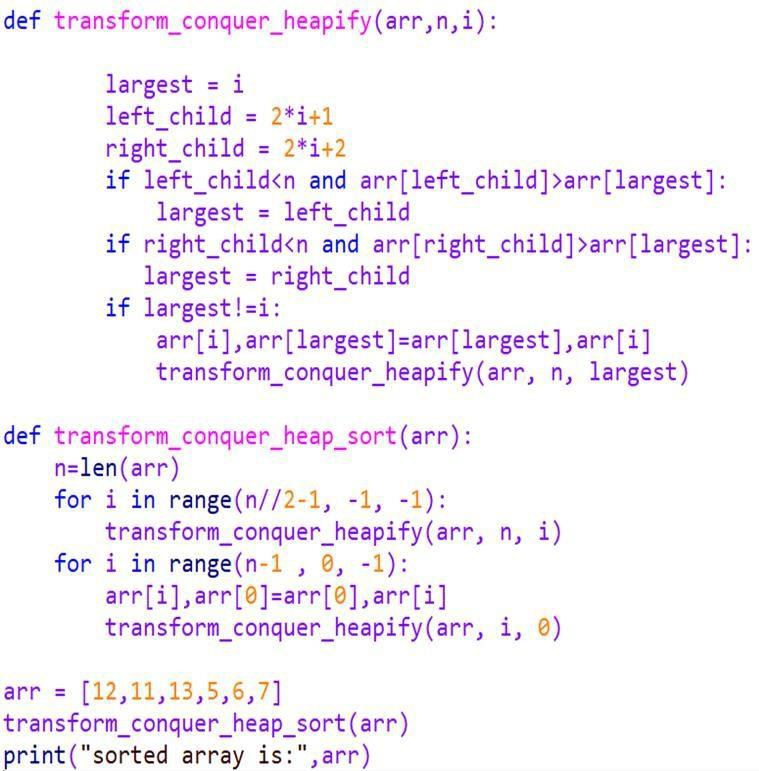 def transform_conquer_heapify(arr,n,i):
largest = i
left_child = 2*i+1
right_child = 2*i+2
if left_child<n and arr[left_child]>arr[largest]:
largest = left_child
if right_child<n and arr[right_child]>arr[largest]:
largest = right_child
if largest!=i:
arr[i],arr[largest]=arr[largest],arr[i]
transform_conquer_heapify(arr, n, largest)
def transform_conquer_heap_sort(arr):
n=len(arr)
for i in range(n//2-1, -1, -1):
transform_conquer_heapify(arr, n, i)
for i in range(n-1 , 0, -1):
arr[i],arr[0]=arr[0],arr[i]
transform_conquer_heapify(arr, i, 0)
arr = [12,11,13,5,6,7]
transform_conquer_heap_sort(arr)
print("sorted array is:",arr)